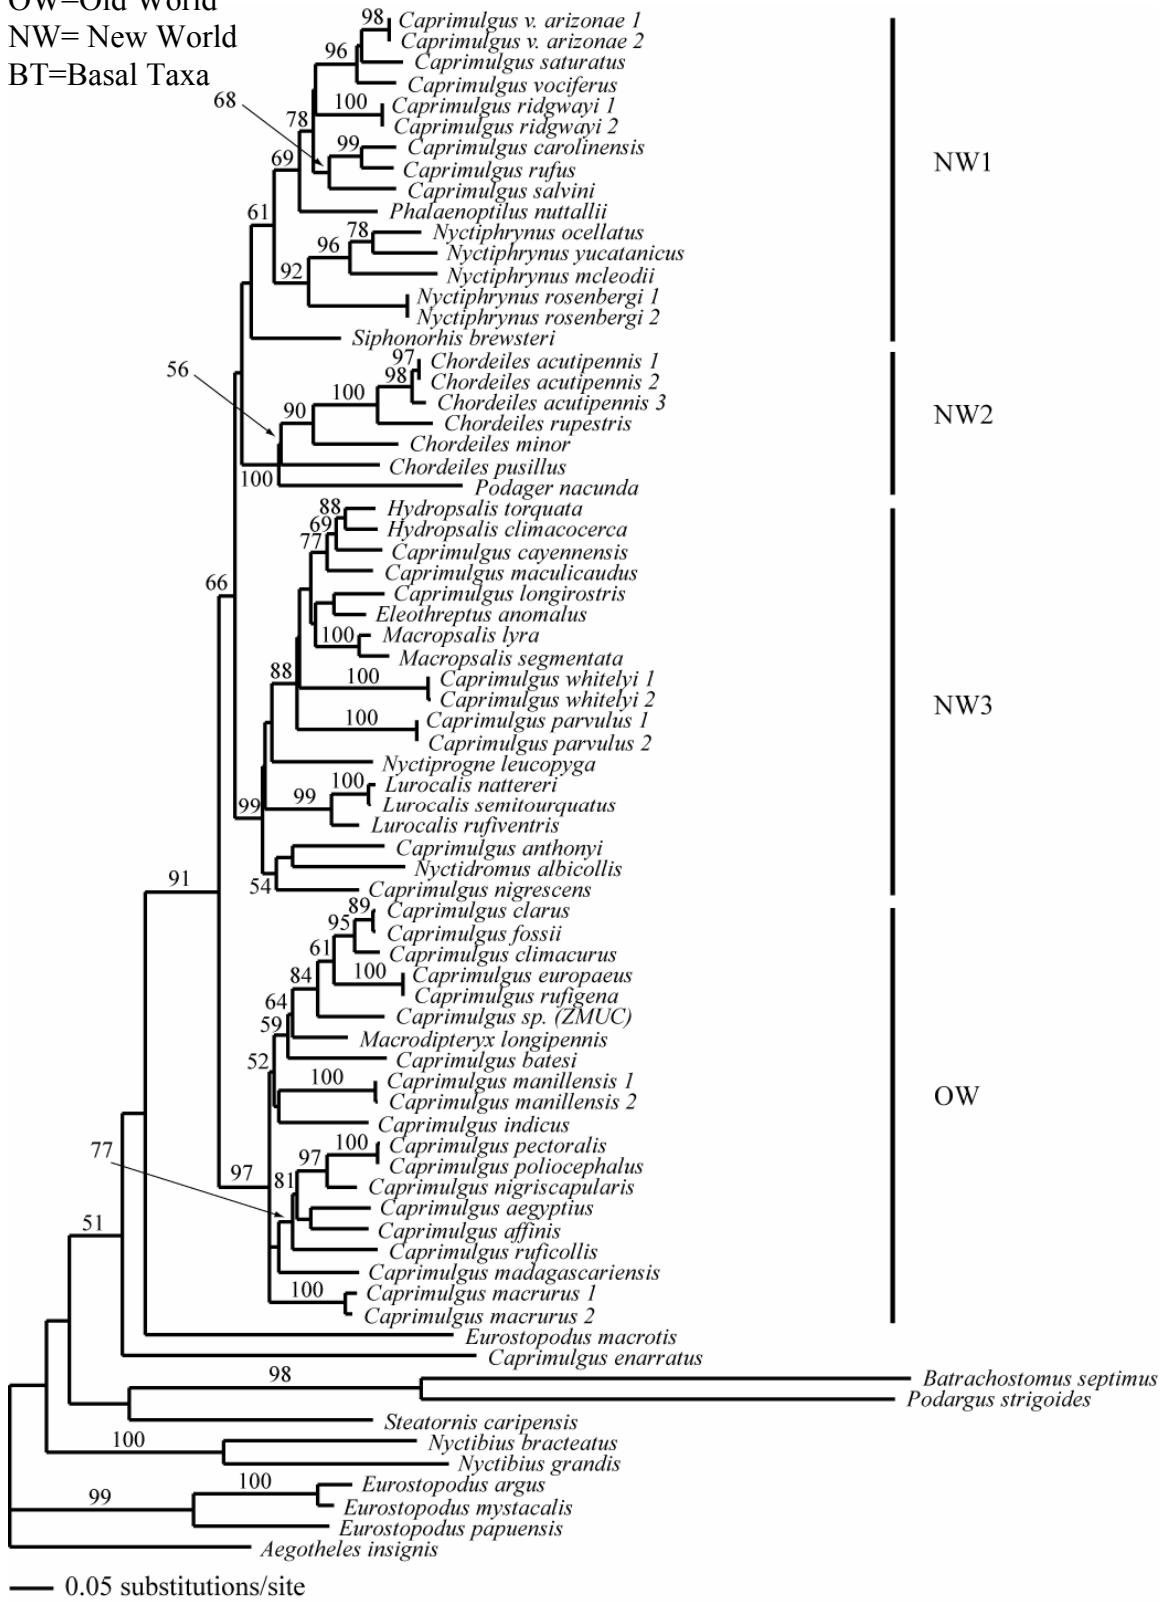 OW=Old World
NW= New World
BT=Basal Taxa
98
Caprimulgus v. arizonae 1
Caprimulgus v. arizonae 2
96
Caprimulgus saturatus
Caprimulgus vociferus
68
100
Caprimulgus ridgwayi 1
78
Caprimulgus ridgwayi 2
99
Caprimulgus carolinensis
69
Caprimulgus rufus
NW1
Caprimulgus salvini
61
Phalaenoptilus nuttallii
78
Nyctiphrynus ocellatus
96
Nyctiphrynus yucatanicus
92
Nyctiphrynus mcleodii
Nyctiphrynus rosenbergi 1
Nyctiphrynus rosenbergi 2
Siphonorhis brewsteri
97
Chordeiles acutipennis 1
56
98
Chordeiles acutipennis 2
100
Chordeiles acutipennis 3
90
Chordeiles rupestris
NW2
Chordeiles minor
Chordeiles pusillus
100
Podager nacunda
88
Hydropsalis torquata
69
Hydropsalis climacocerca
77
Caprimulgus cayennensis
Caprimulgus maculicaudus
66
Caprimulgus longirostris
Eleothreptus anomalus
100
Macropsalis lyra
Macropsalis segmentata
88
100
Caprimulgus whitelyi 1
Caprimulgus whitelyi 2
NW3
100
Caprimulgus parvulus 1
Caprimulgus parvulus 2
Nyctiprogne leucopyga
100
Lurocalis nattereri
99
99
Lurocalis semitourquatus
Lurocalis rufiventris
Caprimulgus anthonyi
Nyctidromus albicollis
91
54
Caprimulgus nigrescens
89
Caprimulgus clarus
95
Caprimulgus fossii
61
Caprimulgus climacurus
84
100
Caprimulgus europaeus
Caprimulgus rufigena
64
Caprimulgus sp. (ZMUC)
59
Macrodipteryx longipennis
52
Caprimulgus batesi
100
Caprimulgus manillensis 1
Caprimulgus manillensis 2
OW
Caprimulgus indicus
77
100
Caprimulgus pectoralis
97
Caprimulgus poliocephalus
97
81
Caprimulgus nigriscapularis
Caprimulgus aegyptius
51
Caprimulgus affinis
Caprimulgus ruficollis
Caprimulgus madagascariensis
100
Caprimulgus macrurus 1
Caprimulgus macrurus 2
Eurostopodus macrotis
Caprimulgus enarratus
98
Batrachostomus septimus
Podargus strigoides
Steatornis caripensis
100
Nyctibius bracteatus
Nyctibius grandis
100
Eurostopodus argus
99
Eurostopodus mystacalis
Eurostopodus papuensis
Aegotheles insignis
0.05 substitutions/site